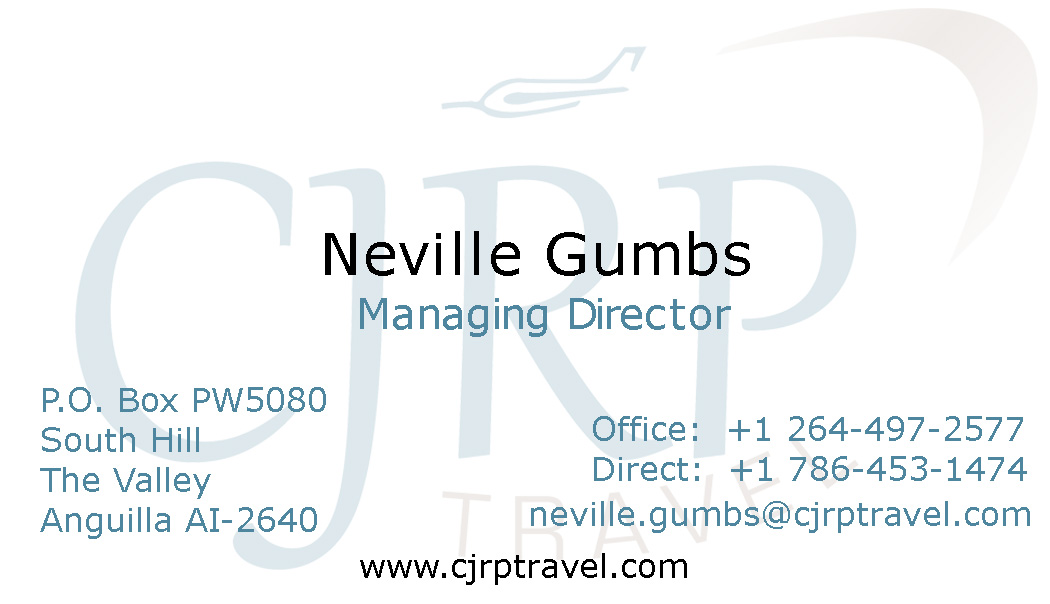 CJRP
TRAVEL
Neville Gumbs
Managing Director
P.O. Box PW5080
South Hill
The Valley
Anguilla AI-2640
Office: +1 264-497-2577
Direct: +1 786-453-1474
neville.gumbs@cjrptravel.com
www.cjrptravel.com